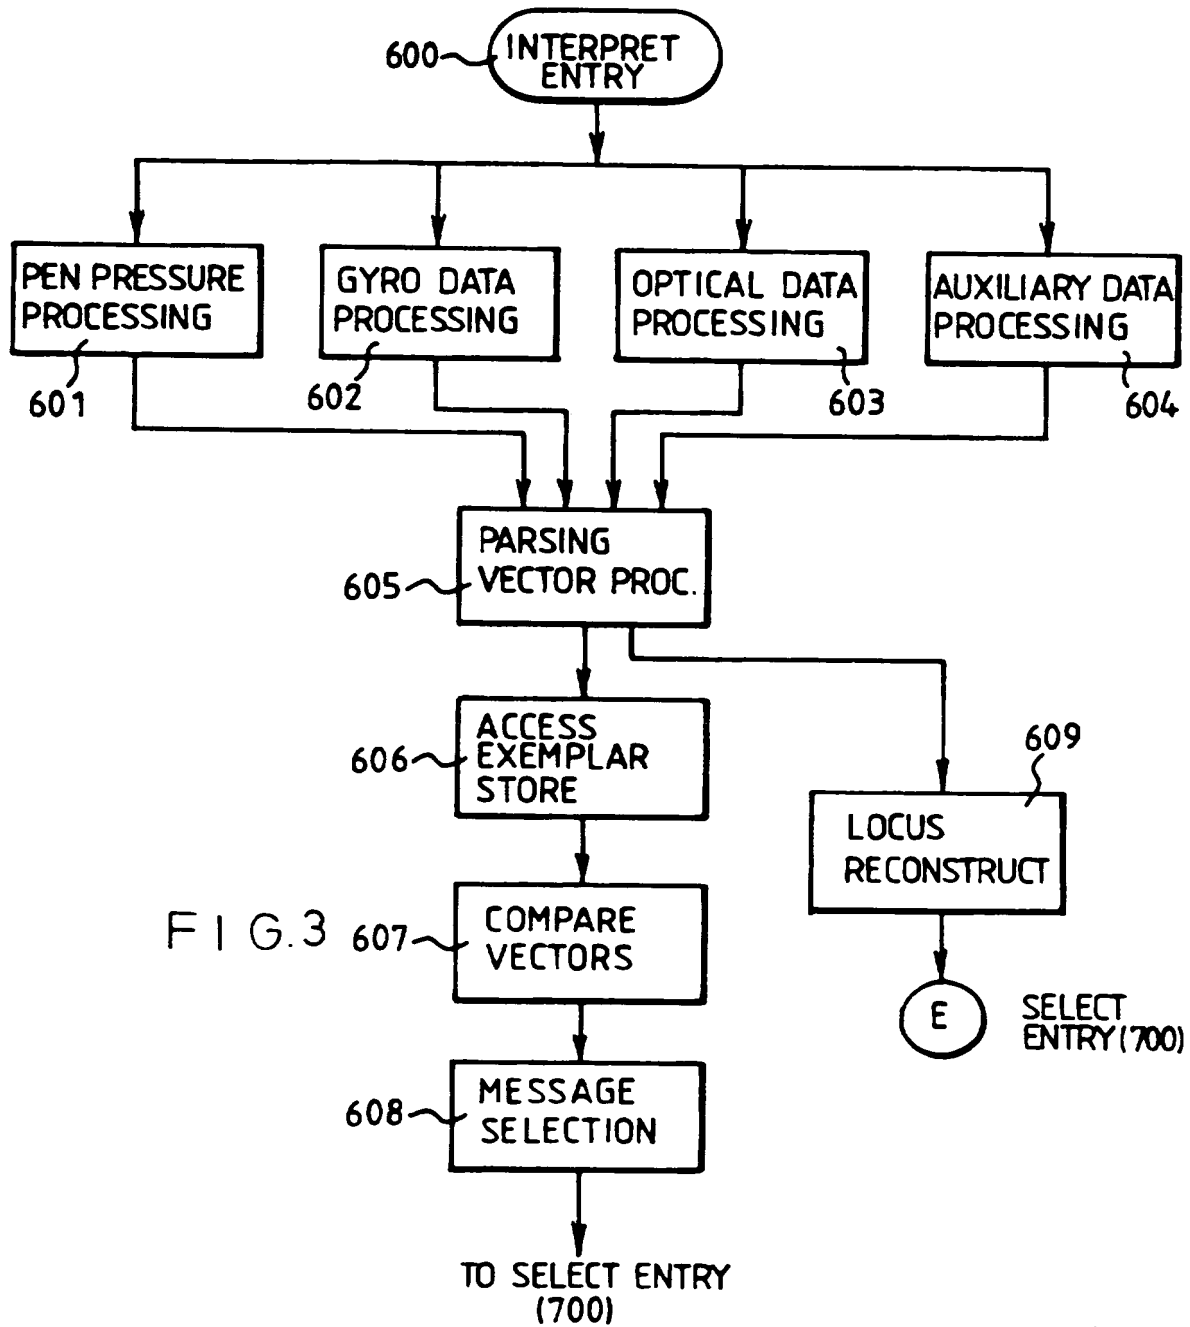 600
INTERPRET
ENTRY
PEN PRESSURE
PROCESSING
601
GYRO DATA
PROCESSING
602
OPTICAL DATA
PROCESSING
603
AUXILIARY DATA
PROCESSING
604
605
PARSING
VECTOR PROC.
606
ACCESS
EXEMPLAR
STORE
609
LOCUS
RECONSTRUCT
FIG.3
607
COMPARE
VECTORS
E
SELECT
ENTRY (700)
608
MESSAGE
SELECTION
TO SELECT ENTRY
(700)